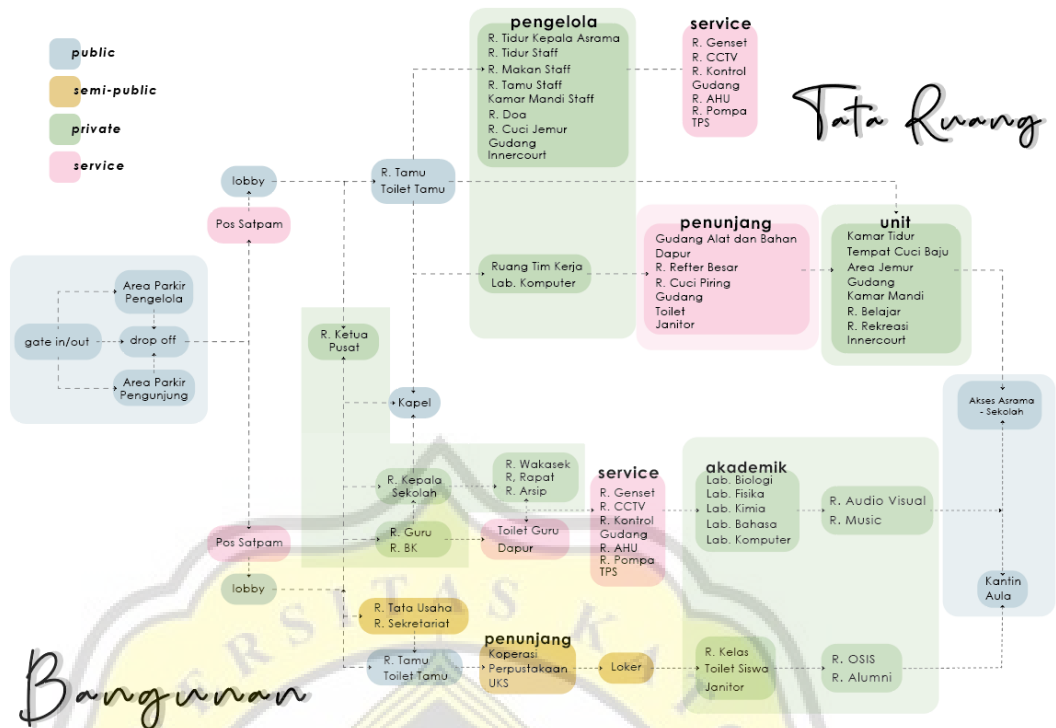 public
semi-public
private
service
Tata Ruang
pengelola
R. Tidur Kepala Asrama
R. Tidur Staff
R. Makan Staff
R. Tamu Staff
Kamar Mandi Staff
R. Doa
R. Cuci Jemur
Gudang
Innercourt
service
R. Genset
R. CCTV
R. Kontrol
Gudang
R. AHU
R. Pompa
TPS
lobby
R. Tamu
Toilet Tamu
Pos Satpam
Ruang Tim Kerja
Lab. Komputer
penunjang
Gudang Alat dan Bahan
Dapur
R. Refter Besar
R. Cuci Piring
Gudang
Toilet
Janitor
unit
Kamar Tidur
Tempat Cuci Baju
Area Jemur
Gudang
Kamar Mandi
R. Belajar
R. Rekreasi
Innercourt
Area Parkir
Pengelola
gate in/out
drop off
Area Parkir
Pengunjung
R. Ketua
Pusat
Kapel
Akses Asrama
- Sekolah
R. Kepala
Sekolah
R. Wakasek
R, Rapat
R. Arsip
R. Guru
R. BK
Toilet Guru
Dapur
service
R. Genset
R. CCTV
R. Kontrol
Gudang
R. AHU
R. Pompa
TPS
akademik
Lab. Biologi
Lab. Fisika
Lab. Kimia
Lab. Bahasa
Lab. Komputer
R. Audio Visual
R. Music
Pos Satpam
lobby
R. Tata Usaha
R. Sekretariat
R. Tamu
Toilet Tamu
penunjang
Koperasi
Perpustakaan
UKS
Loker
R. Kelas
Toilet Siswa
Janitor
R. OSIS
R. Alumni
Kantin
Aula
Bangunan
ERSITAS K